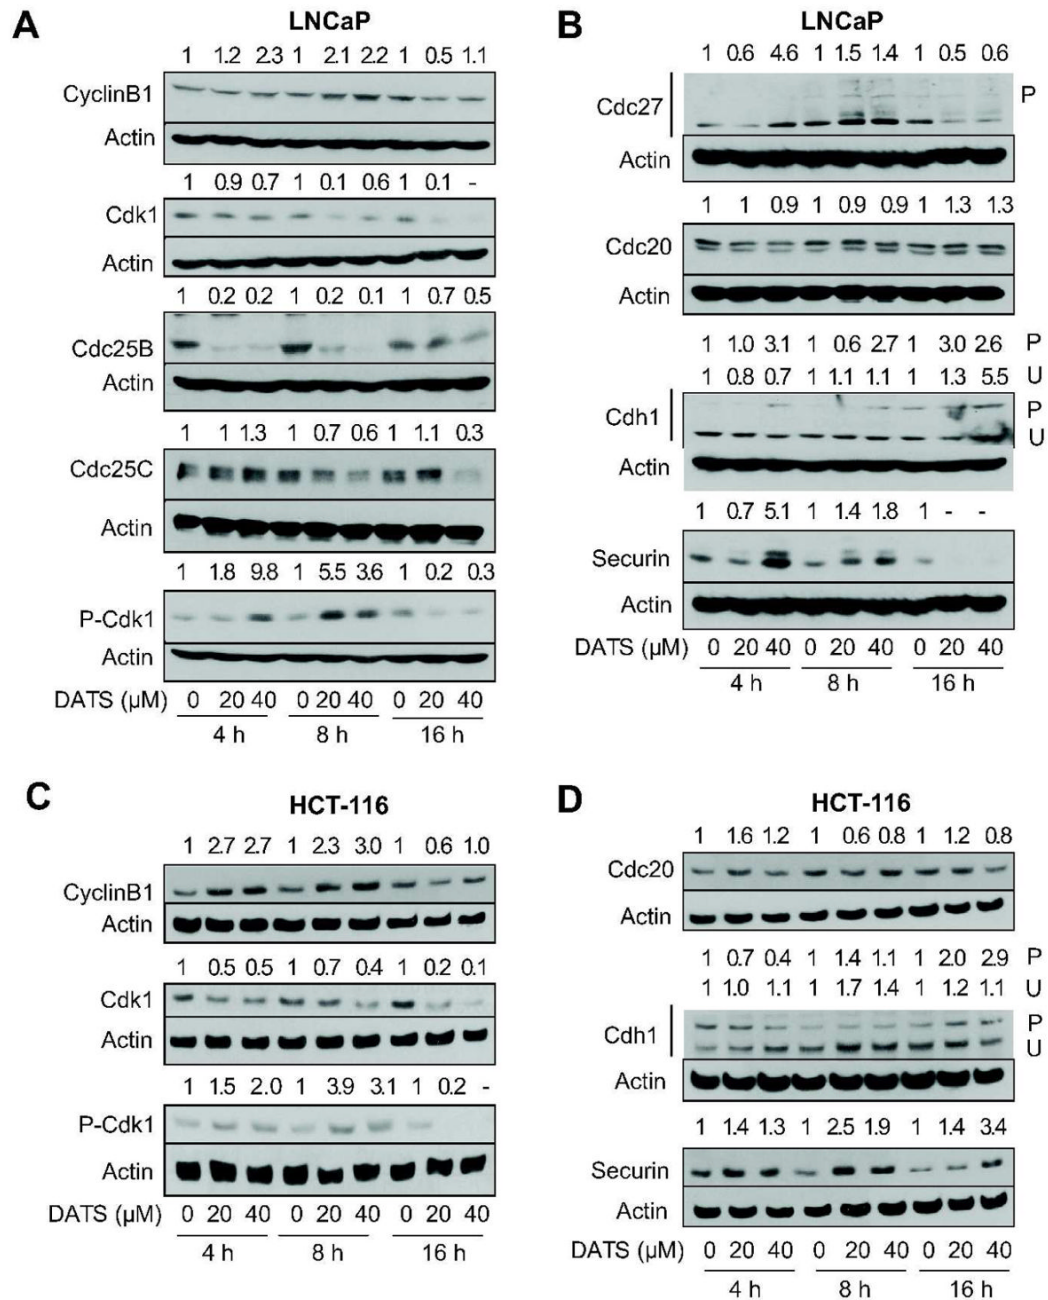 A
LNCaP
1 1.2 2.3 1 2.1 2.2 1 0.5 1.1
CyclinB1
Actin
1 0.9 0.7 1 0.1 0.6 1 0.1 -
Cdk1
Actin
1 0.2 0.2 1 0.2 0.1 1 0.7 0.5
Cdc25B
Actin
1 1 1.3 1 0.7 0.6 1 1.1 0.3
Cdc25C
Actin
1 1.8 9.8 1 5.5 3.6 1 0.2 0.3
P-Cdk1
Actin
DATS (µM) 0 20 40 0 20 40 0 20 40
4 h 8 h 16 h
B
LNCaP
1 0.6 4.6 1 1.5 1.4 1 0.5 0.6
Cdc27 P
Actin
1 1 0.9 1 0.9 0.9 1 1.3 1.3
Cdc20
Actin
1 1.0 3.1 1 0.6 2.7 1 3.0 2.6 P
1 0.8 0.7 1 1.1 1.1 1 1.3 5.5 U
Cdh1 P
U
Actin
1 0.7 5.1 1 1.4 1.8 1 - -
Securin
Actin
DATS (µM) 0 20 40 0 20 40 0 20 40
4 h 8 h 16 h
C
HCT-116
1 2.7 2.7 1 2.3 3.0 1 0.6 1.0
CyclinB1
Actin
1 0.5 0.5 1 0.7 0.4 1 0.2 0.1
Cdk1
Actin
1 1.5 2.0 1 3.9 3.1 1 0.2 -
P-Cdk1
Actin
DATS (µM) 0 20 40 0 20 40 0 20 40
4 h 8 h 16 h
D
HCT-116
1 1.6 1.2 1 0.6 0.8 1 1.2 0.8
Cdc20
Actin
1 0.7 0.4 1 1.4 1.1 1 2.0 2.9 P
1 1.0 1.1 1 1.7 1.4 1 1.2 1.1 U
Cdh1 P
U
Actin
1 1.4 1.3 1 2.5 1.9 1 1.4 3.4
Securin
Actin
DATS (µM) 0 20 40 0 20 40 0 20 40
4 h 8 h 16 h